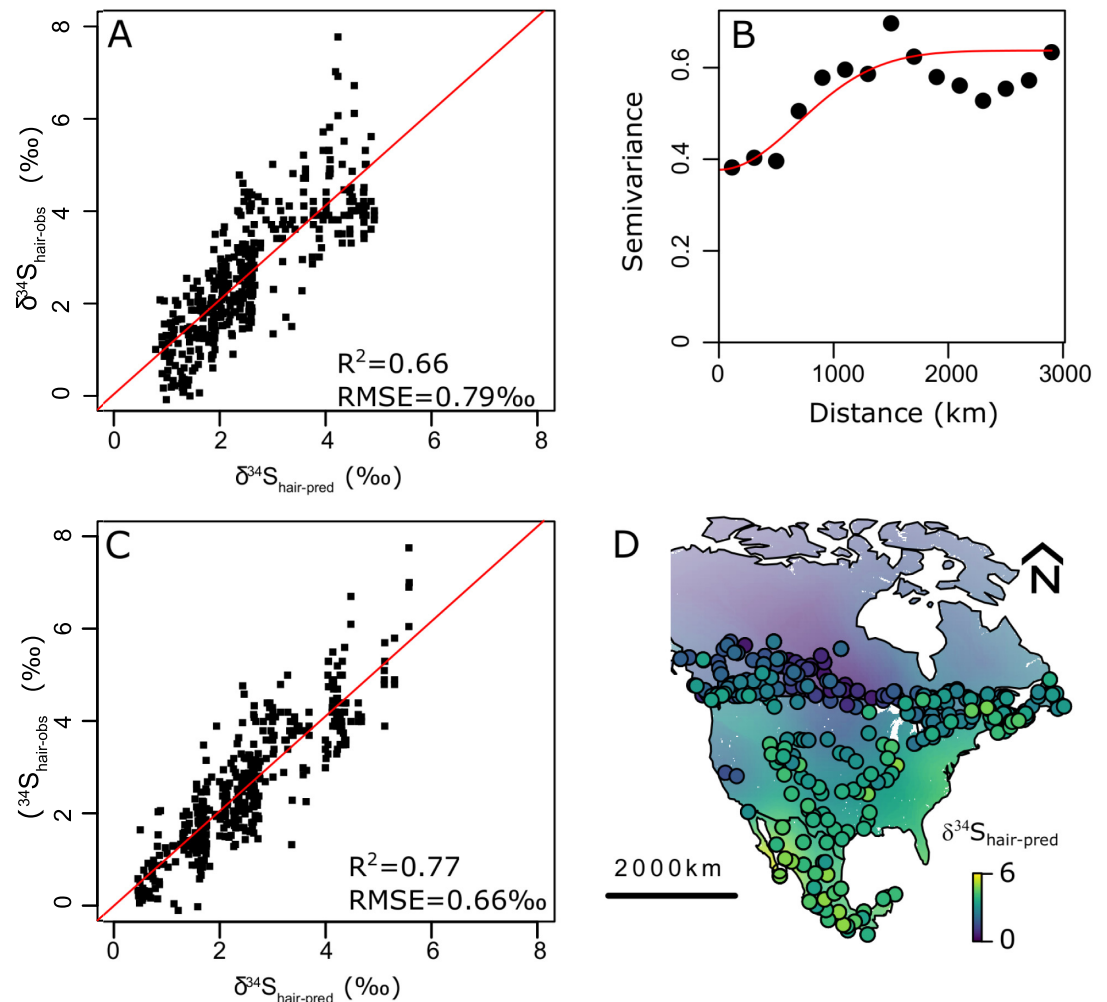 A
8
6
4
2
0
δ³⁴Shair-obs (‰)
R²=0.66
RMSE=0.79‰
0 2 4 6 8
δ³⁴Shair-pred (‰)
B
0.6
0.4
0.2
0
Semivariance
0 1000 2000 3000
Distance (km)
C
8
6
4
2
0
(³⁴Shair-obs (‰)
R²=0.77
RMSE=0.66‰
0 2 4 6 8
δ³⁴Shair-pred (‰)
D
N
2000km
δ³⁴Shair-pred
6
0